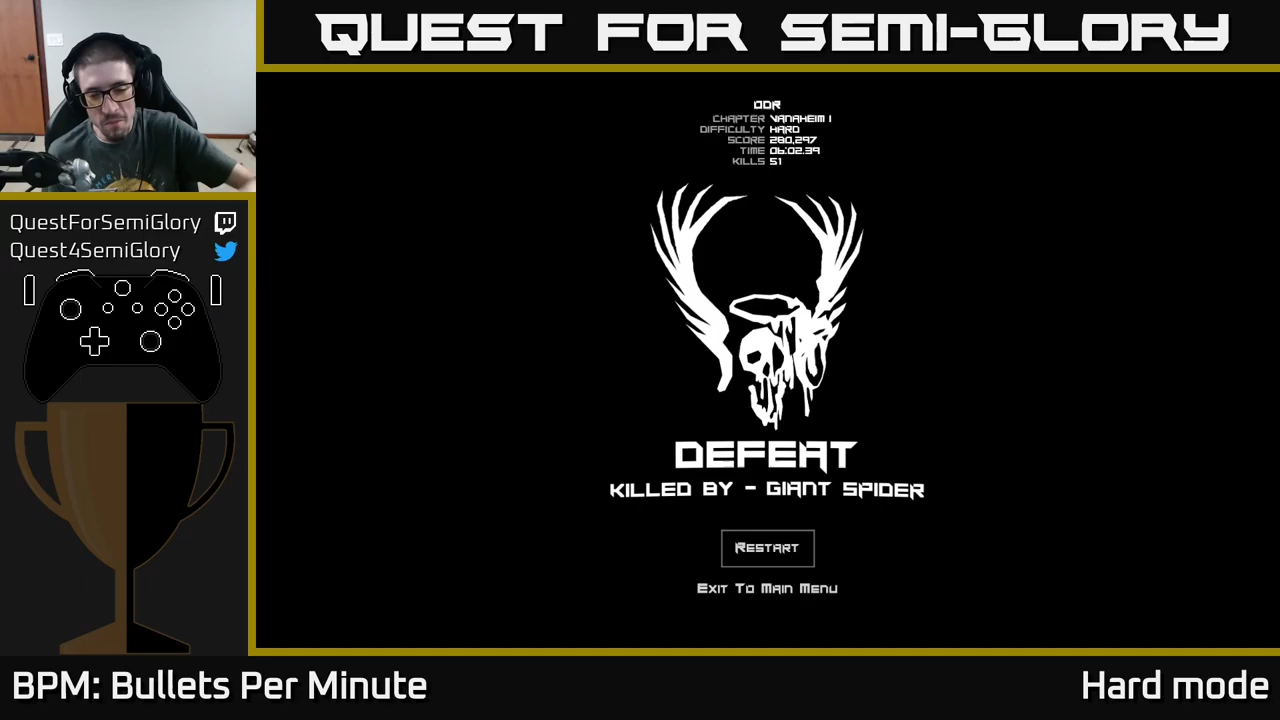 QUEST FOR SEMI-GLORY
QuestForSemiGlory
Quest4SemiGlory
ODR
CHAPTER VANAHEIM I
DIFFICULTY HARD
SCORE 280,297
TIME 06:02.39
KILLS 51
DEFEAT
KILLED BY - GIANT SPIDER
RESTART
EXIT TO MAIN MENU
BPM: Bullets Per Minute
Hard mode